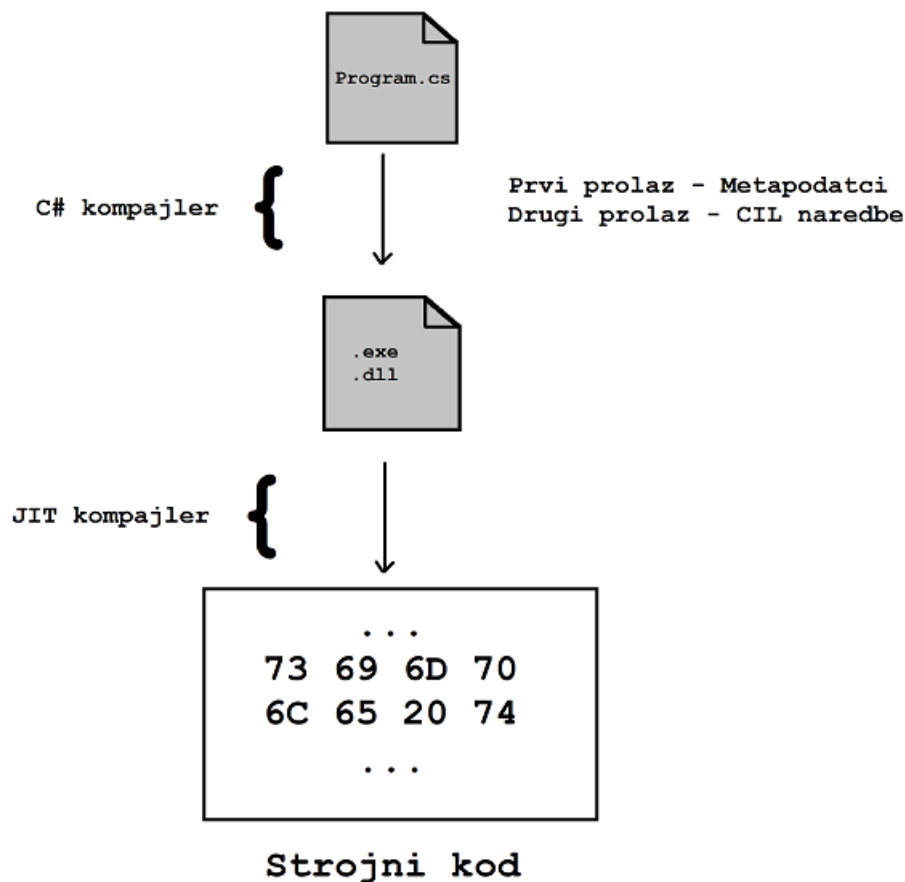 Program.cs
C# kompajler
Prvi prolaz - Metapodatci
Drugi prolaz - CIL naredbe
.exe
.dll
JIT kompajler
...
73 69 6D 70
6C 65 20 74
...
Strojni kod